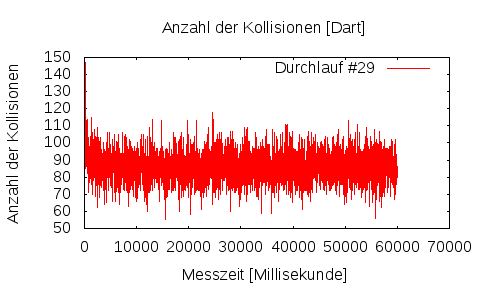 Anzahl der Kollisionen [Dart]
Durchlauf #29
Anzahl der Kollisionen
150
140
130
120
110
100
90
80
70
60
50
0 10000 20000 30000 40000 50000 60000 70000
Messzeit [Millisekunde]